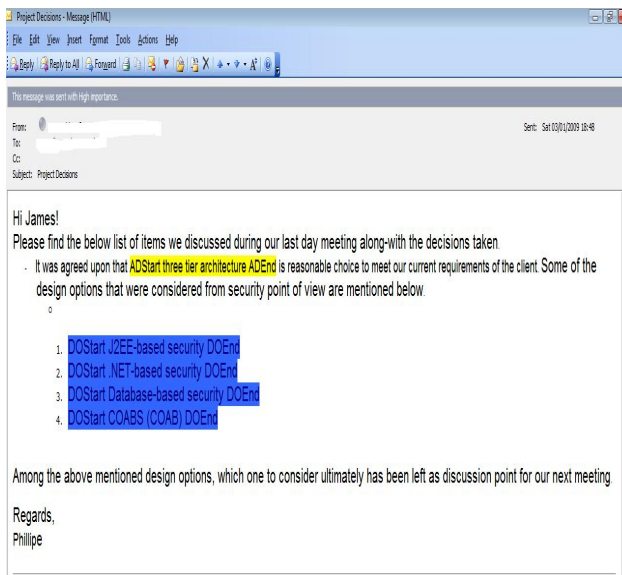 Project Decisions - Message (HTML)
File Edit View Insert Format Tools Actions Help
Reply Reply to All Forward
This message was sent with High importance.
From: Sent: Sat 03/01/2009 18:48
To:
Cc:
Subject: Project Decisions
Hi James!
Please find the below list of items we discussed during our last day meeting along-with the decisions taken.
- It was agreed upon that ADStart three tier architecture ADEnd is reasonable choice to meet our current requirements of the client. Some of the
design options that were considered from security point of view are mentioned below.
o
1. DOStart J2EE-based security DOEnd
2. DOStart .NET-based security DOEnd
3. DOStart Database-based security DOEnd
4. DOStart COABS (COAB) DOEnd
Among the above mentioned design options, which one to consider ultimately has been left as discussion point for our next meeting.
Regards,
Phillipe